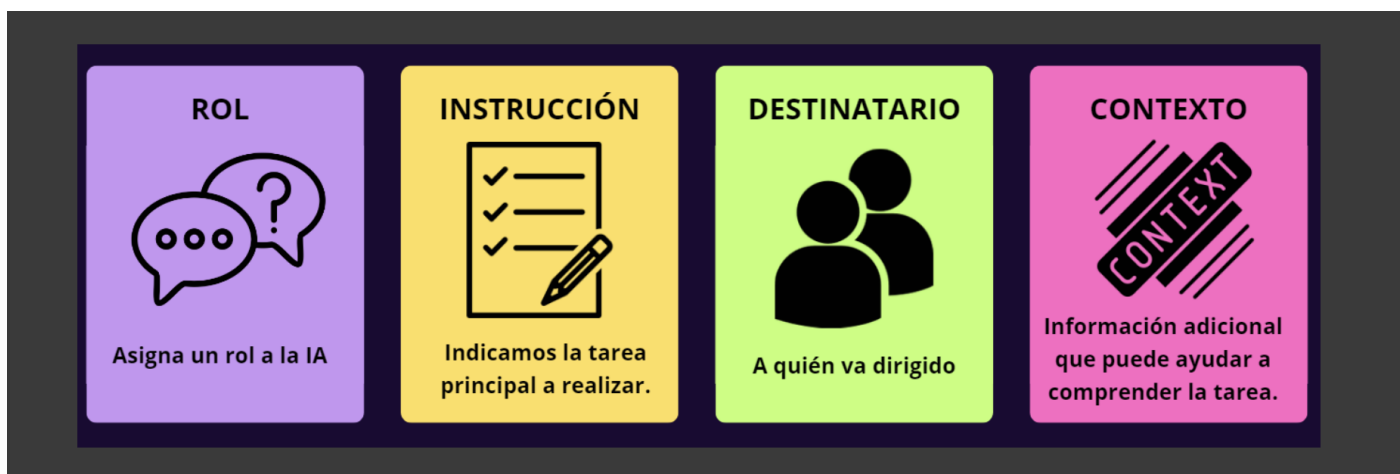 ROL
Asigna un rol a la IA
INSTRUCCIÓN
Indicamos la tarea
principal a realizar.
DESTINATARIO
A quién va dirigido
CONTEXTO
CONTEXT
Información adicional
que puede ayudar a
comprender la tarea.